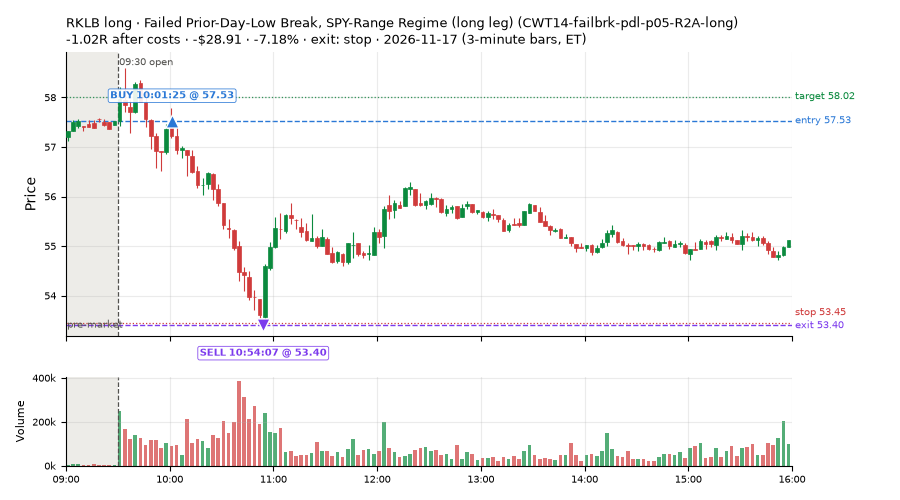 RKLB long · Failed Prior-Day-Low Break, SPY-Range Regime (long leg) (CWT14-failbrk-pdl-p05-R2A-long)
-1.02R after costs · -$28.91 · -7.18% · exit: stop · 2026-11-17 (3-minute bars, ET)
09:30 open
BUY 10:01:25 @ 57.53
target 58.02
entry 57.53
58
57
56
55
54
Price
pre-market
stop 53.45
exit 53.40
SELL 10:54:07 @ 53.40
400k
200k
0k
Volume
09:00
10:00
11:00
12:00
13:00
14:00
15:00
16:00